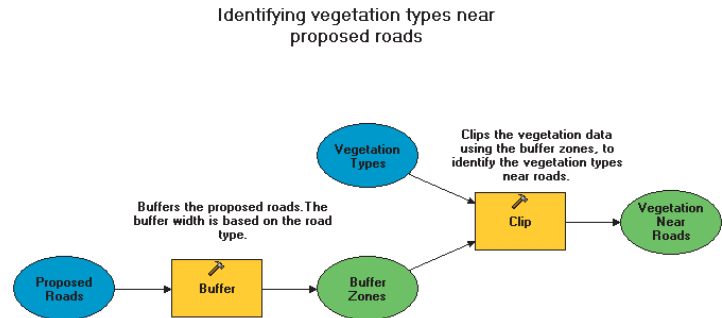 Identifying vegetation types near
proposed roads
Vegetation
Types
Clips the vegetation data
using the buffer zones, to
identify the vegetation types
near roads.
Buffers the proposed roads.The
buffer width is based on the road
type.
Clip
Vegetation
Near
Roads
Proposed
Roads
Buffer
Buffer
Zones